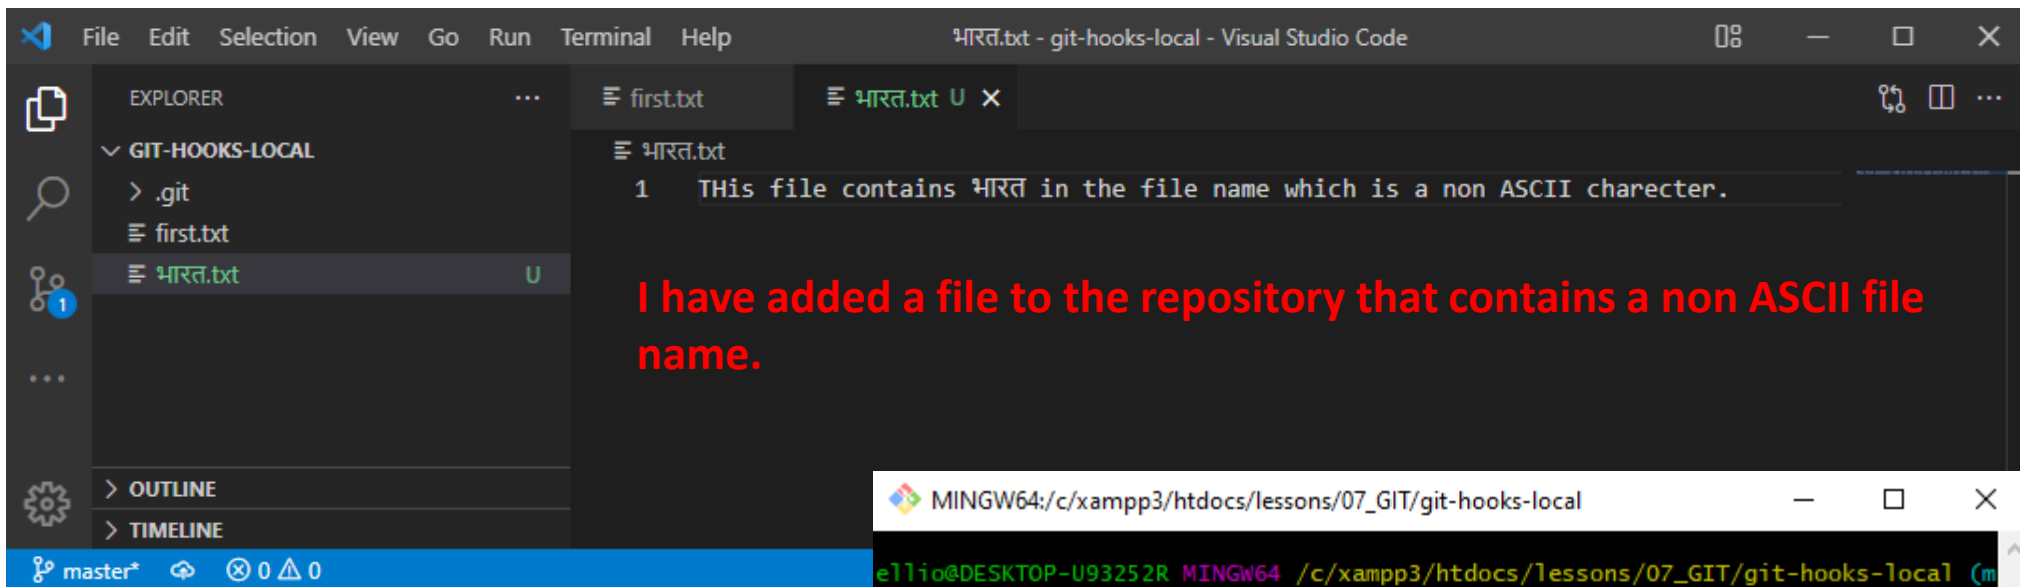 File Edit Selection View Go Run Terminal Help भारत.txt - git-hooks-local - Visual Studio Code
EXPLORER
first.txt
भारत.txt U
GIT-HOOKS-LOCAL
.git
first.txt
भारत.txt U
1
OUTLINE
TIMELINE
भारत.txt
1 THis file contains भारत in the file name which is a non ASCII charecter.
I have added a file to the repository that contains a non ASCII file
name.
master* 0 0
MINGW64:/c/xampp3/htdocs/lessons/07_GIT/git-hooks-local
ellio@DESKTOP-U93252R MINGW64 /c/xampp3/htdocs/lessons/07_GIT/git-hooks-local (m